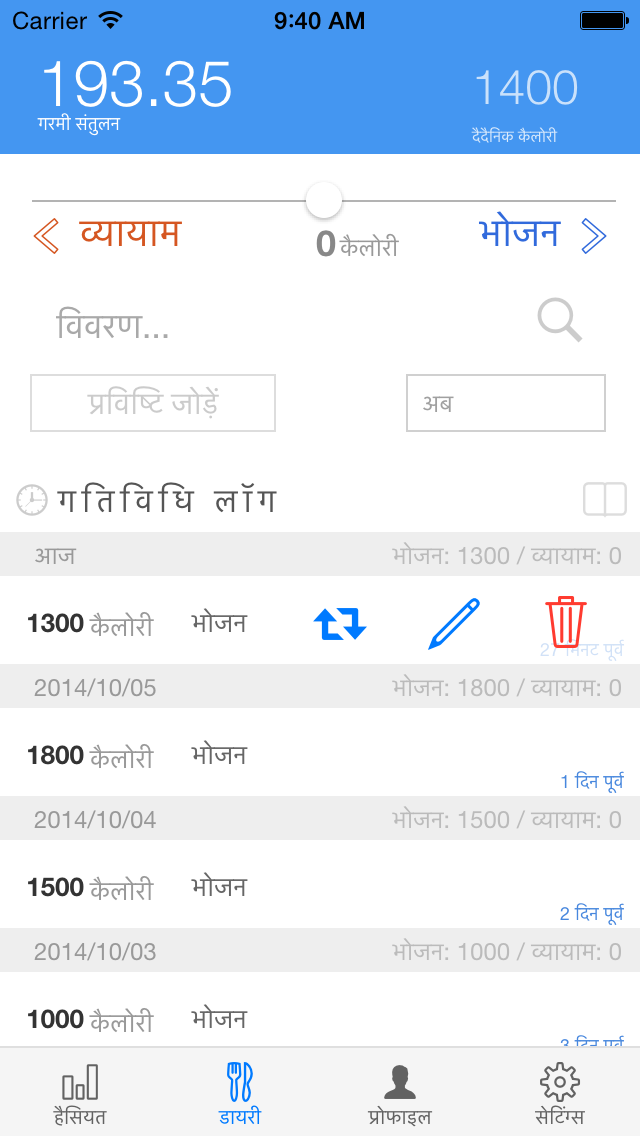 Carrier 9:40 AM
193.35 1400
गरमी संतुलन दैदैनिक कैलोरी
व्यायाम 0 कैलोरी भोजन
विवरण...
प्रविष्टि जोड़ें अब
गतिविधि लॉग
आज भोजन: 1300 / व्यायाम: 0
1300 कैलोरी भोजन
27 मिनट पूर्व
2014/10/05 भोजन: 1800 / व्यायाम: 0
1800 कैलोरी भोजन
1 दिन पूर्व
2014/10/04 भोजन: 1500 / व्यायाम: 0
1500 कैलोरी भोजन
2 दिन पूर्व
2014/10/03 भोजन: 1000 / व्यायाम: 0
1000 कैलोरी भोजन
3 दिन पूर्व
हैसियत डायरी प्रोफाइल सेटिंग्स